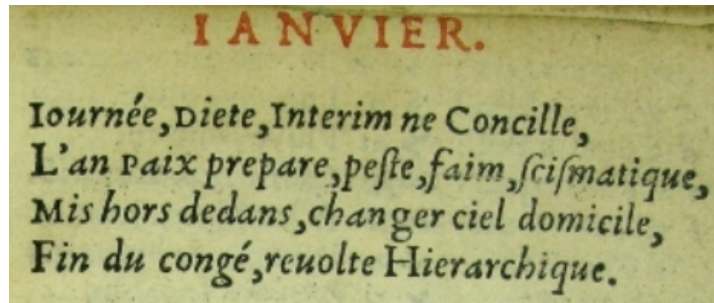 IANVIER.
Iournée, Diete, Interim ne Concille,
L'an Paix prepare, peſte, faim, ſciſmatique,
Mis hors dedans, changer ciel domicile,
Fin du congé, reuolte Hierarchique.